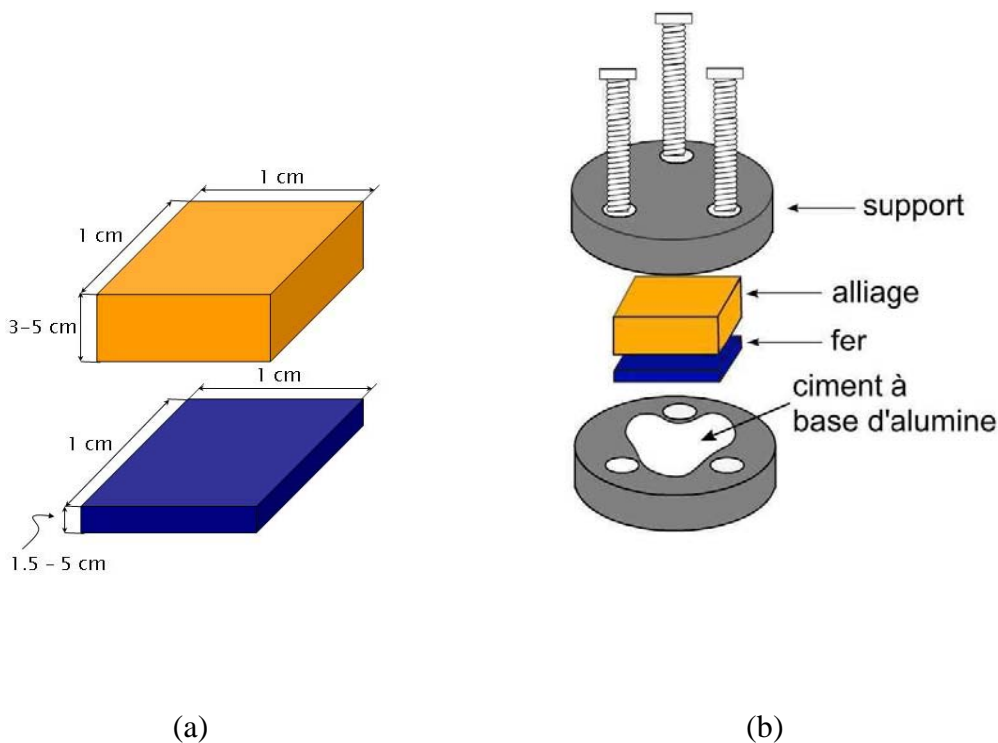 1 cm
1 cm
3-5 cm
1 cm
1 cm
1.5 - 5 cm
support
alliage
fer
ciment à
base d'alumine
(a)
(b)